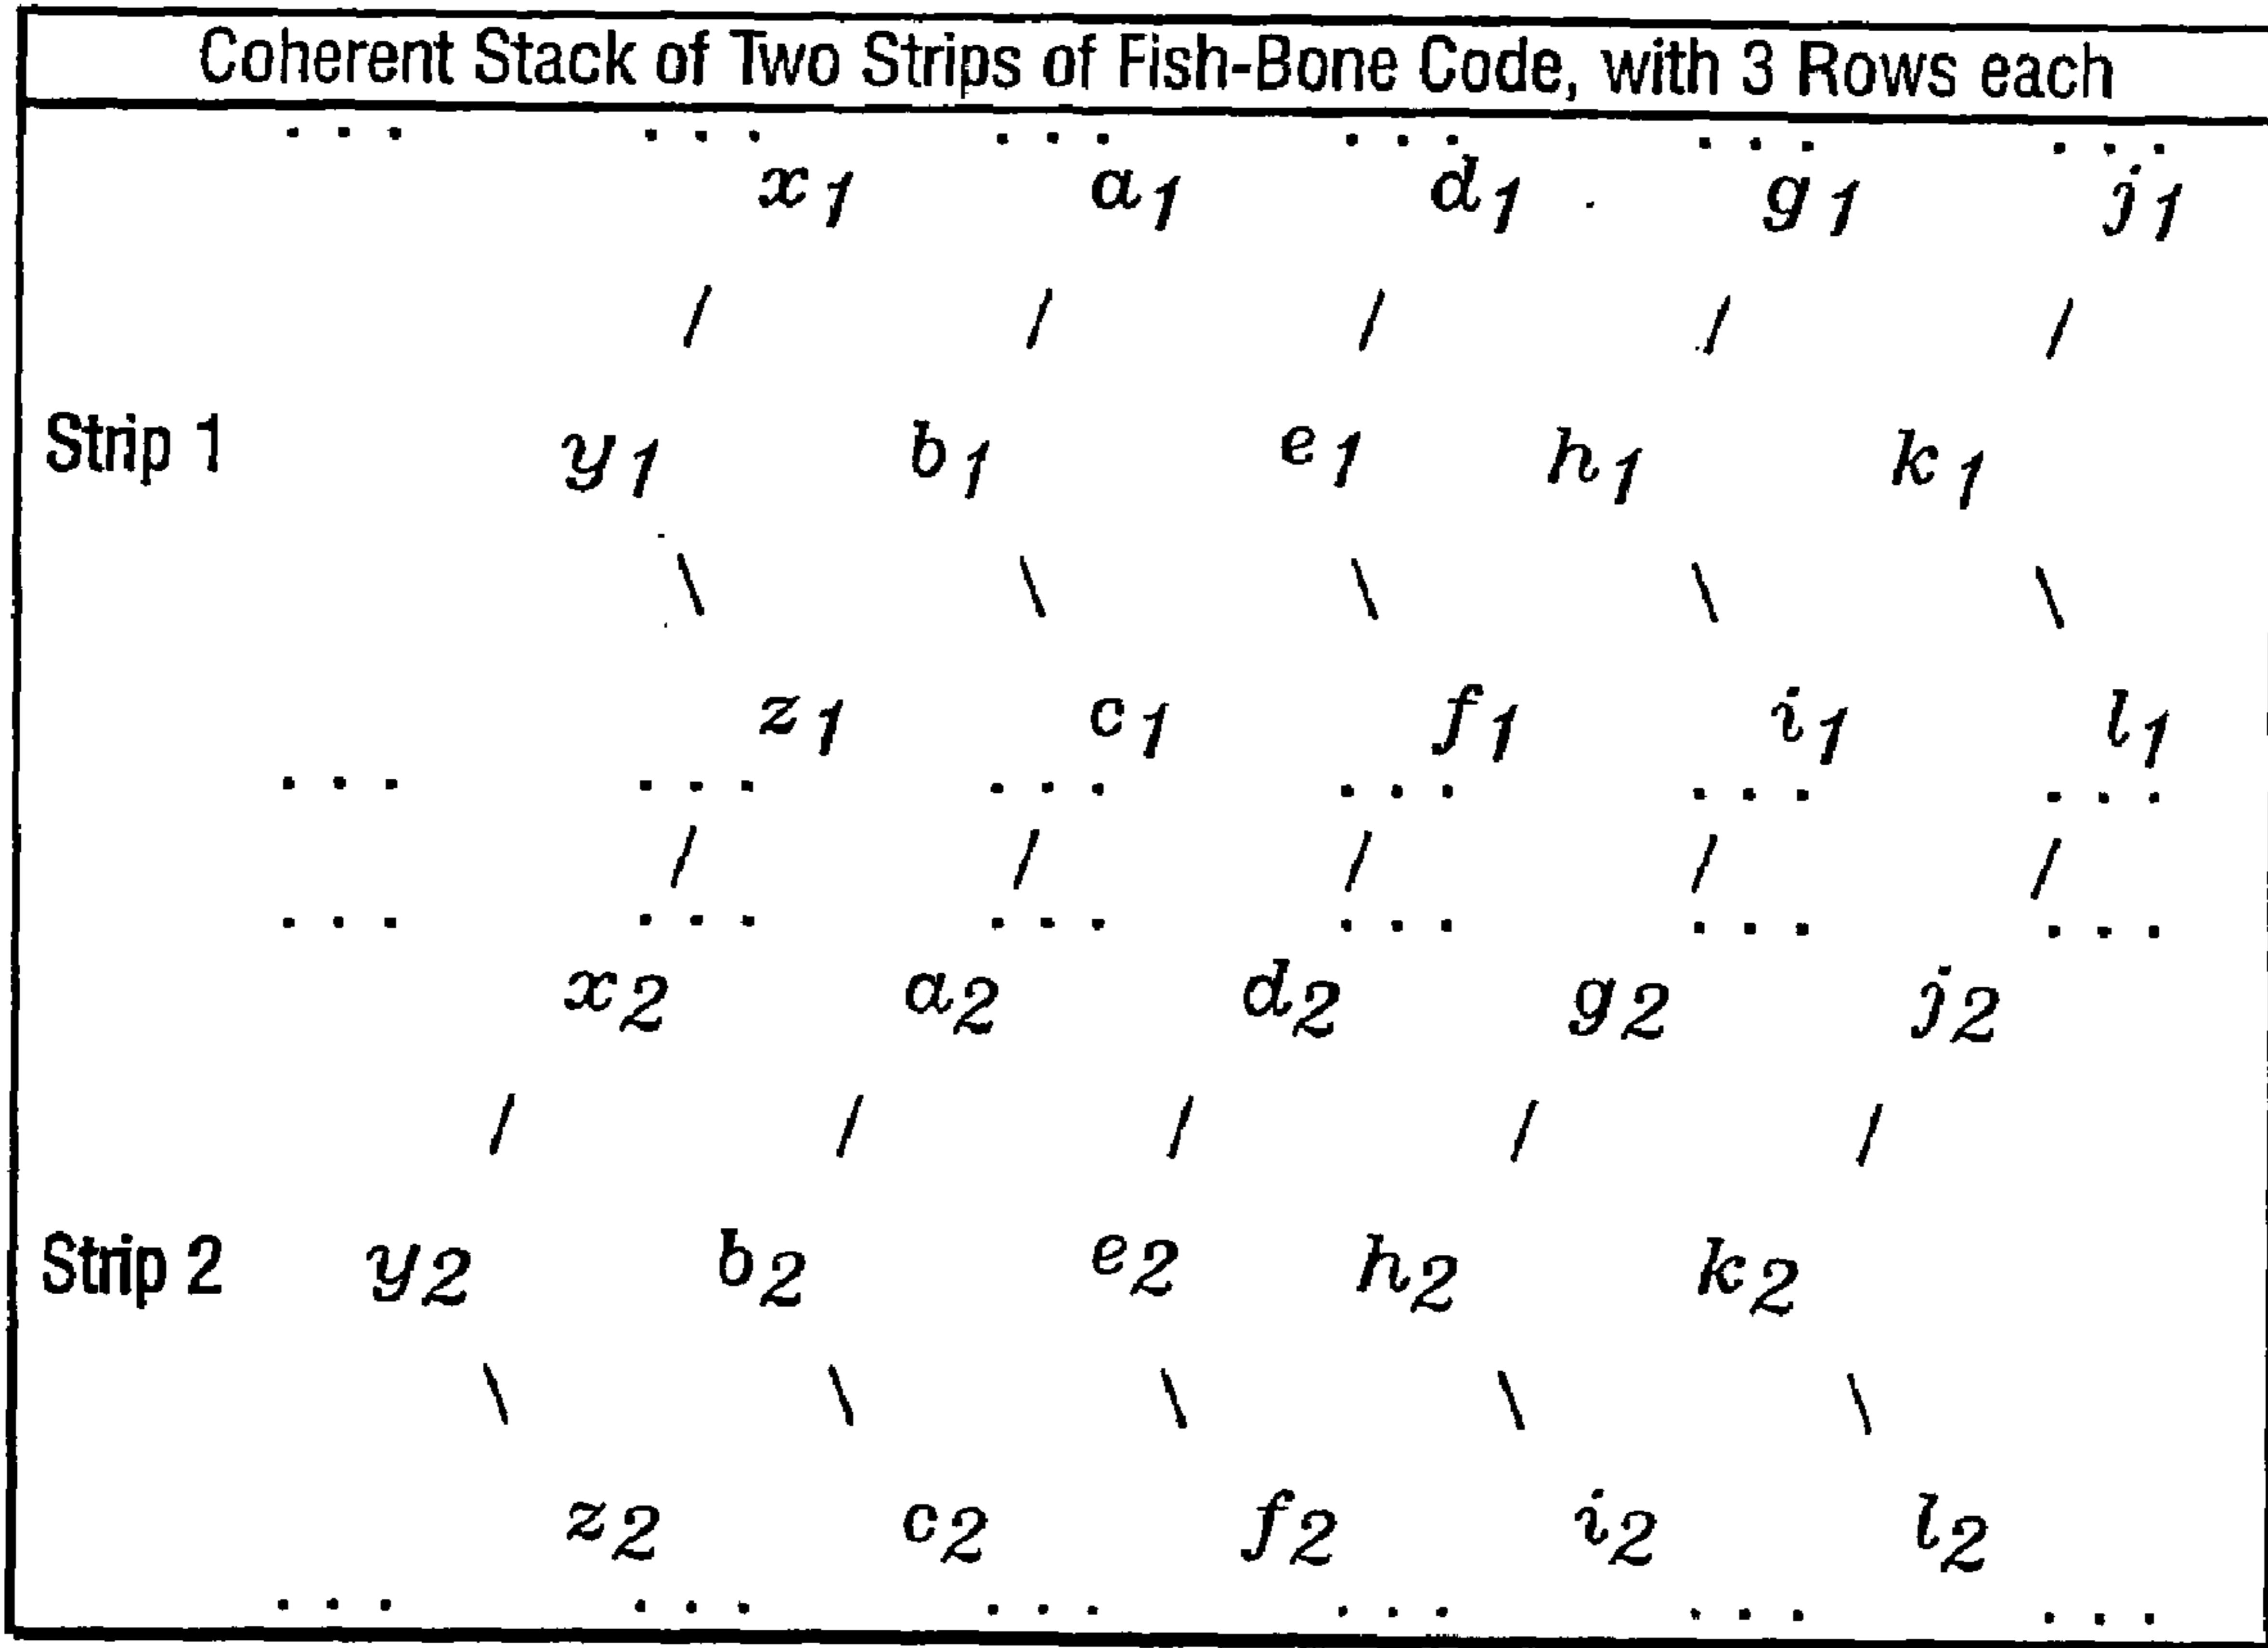 Coherent Stack of Two Strips of Fish-Bone Code, with 3 Rows each
... ... ... ... ... ...
x1 a1 d1 g1 j1
/ / / / /
Strip 1 y1 b1 e1 h1 k1
\ \ \ \ \
z1 c1 f1 i1 l1
... ... ... ... ... ...
/ / / / /
... ... ... ... ... ...
x2 a2 d2 g2 j2
/ / / / /
Strip 2 y2 b2 e2 h2 k2
\ \ \ \ \
z2 c2 f2 i2 l2
... ... ... ... ... ...